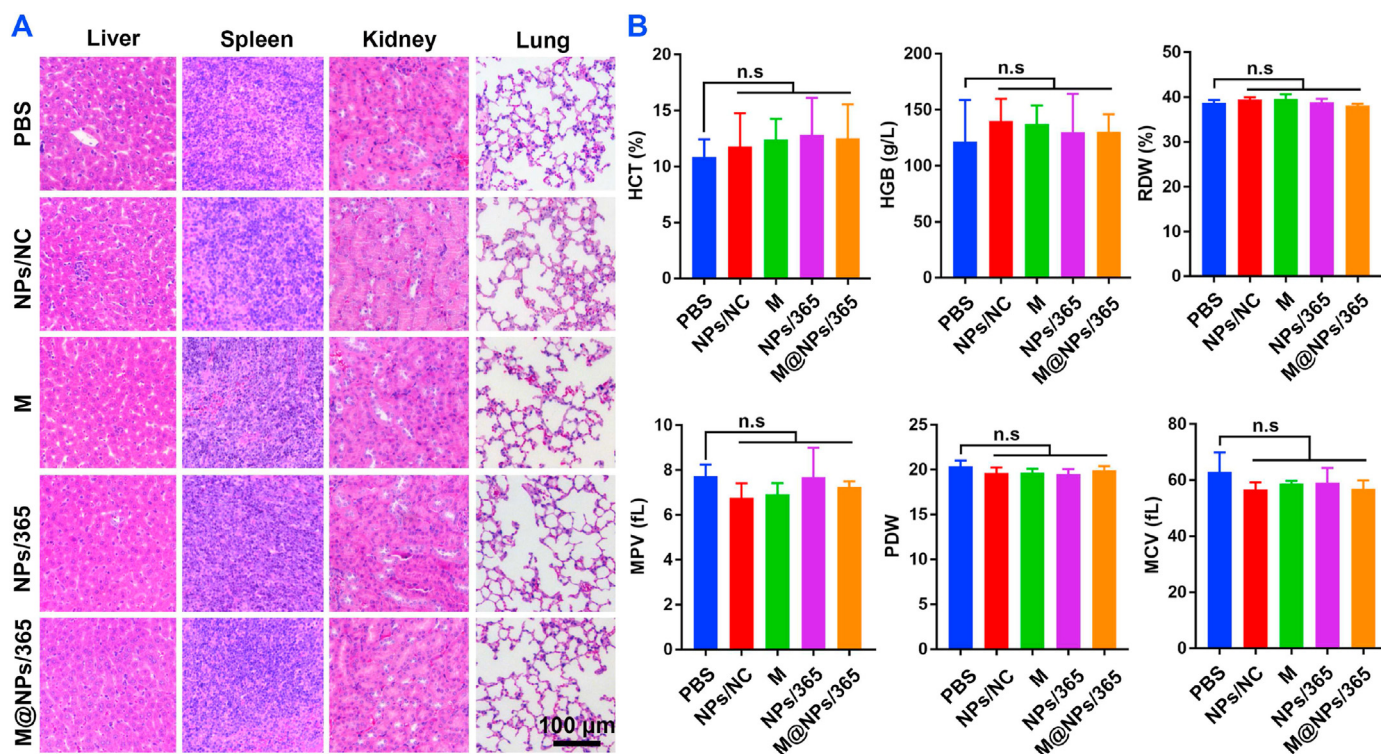 A
Liver Spleen Kidney Lung
PBS
NPs/NC
M
NPs/365
M@NPs/365
100 μm
B
HCT (%)
20
15
10
5
0
n.s
PBS
NPs/NC
M
NPs/365
M@NPs/365
HGB (g/L)
200
150
100
50
0
n.s
PBS
NPs/NC
M
NPs/365
M@NPs/365
RDW (%)
50
40
30
20
10
0
n.s
PBS
NPs/NC
M
NPs/365
M@NPs/365
MPV (fL)
10
8
6
4
2
0
n.s
PBS
NPs/NC
M
NPs/365
M@NPs/365
PDW
25
20
15
10
5
0
n.s
PBS
NPs/NC
M
NPs/365
M@NPs/365
MCV (fL)
80
60
40
20
0
n.s
PBS
NPs/NC
M
NPs/365
M@NPs/365